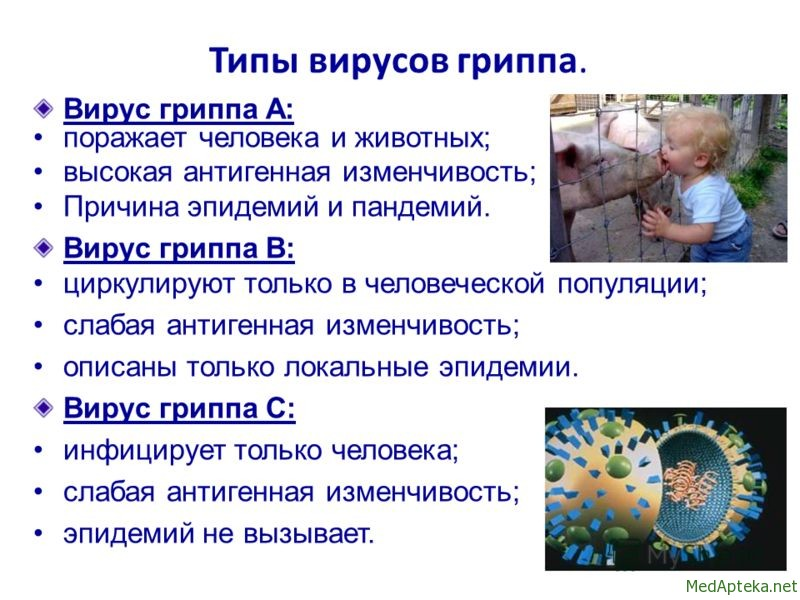 Типы вирусов гриппа.
Вирус гриппа А:
• поражает человека и животных;
• высокая антигенная изменчивость;
• Причина эпидемий и пандемий.
Вирус гриппа В:
• циркулируют только в человеческой популяции;
• слабая антигенная изменчивость;
• описаны только локальные эпидемии.
Вирус гриппа С:
• инфицирует только человека;
• слабая антигенная изменчивость;
• эпидемий не вызывает.
MedApteka.net